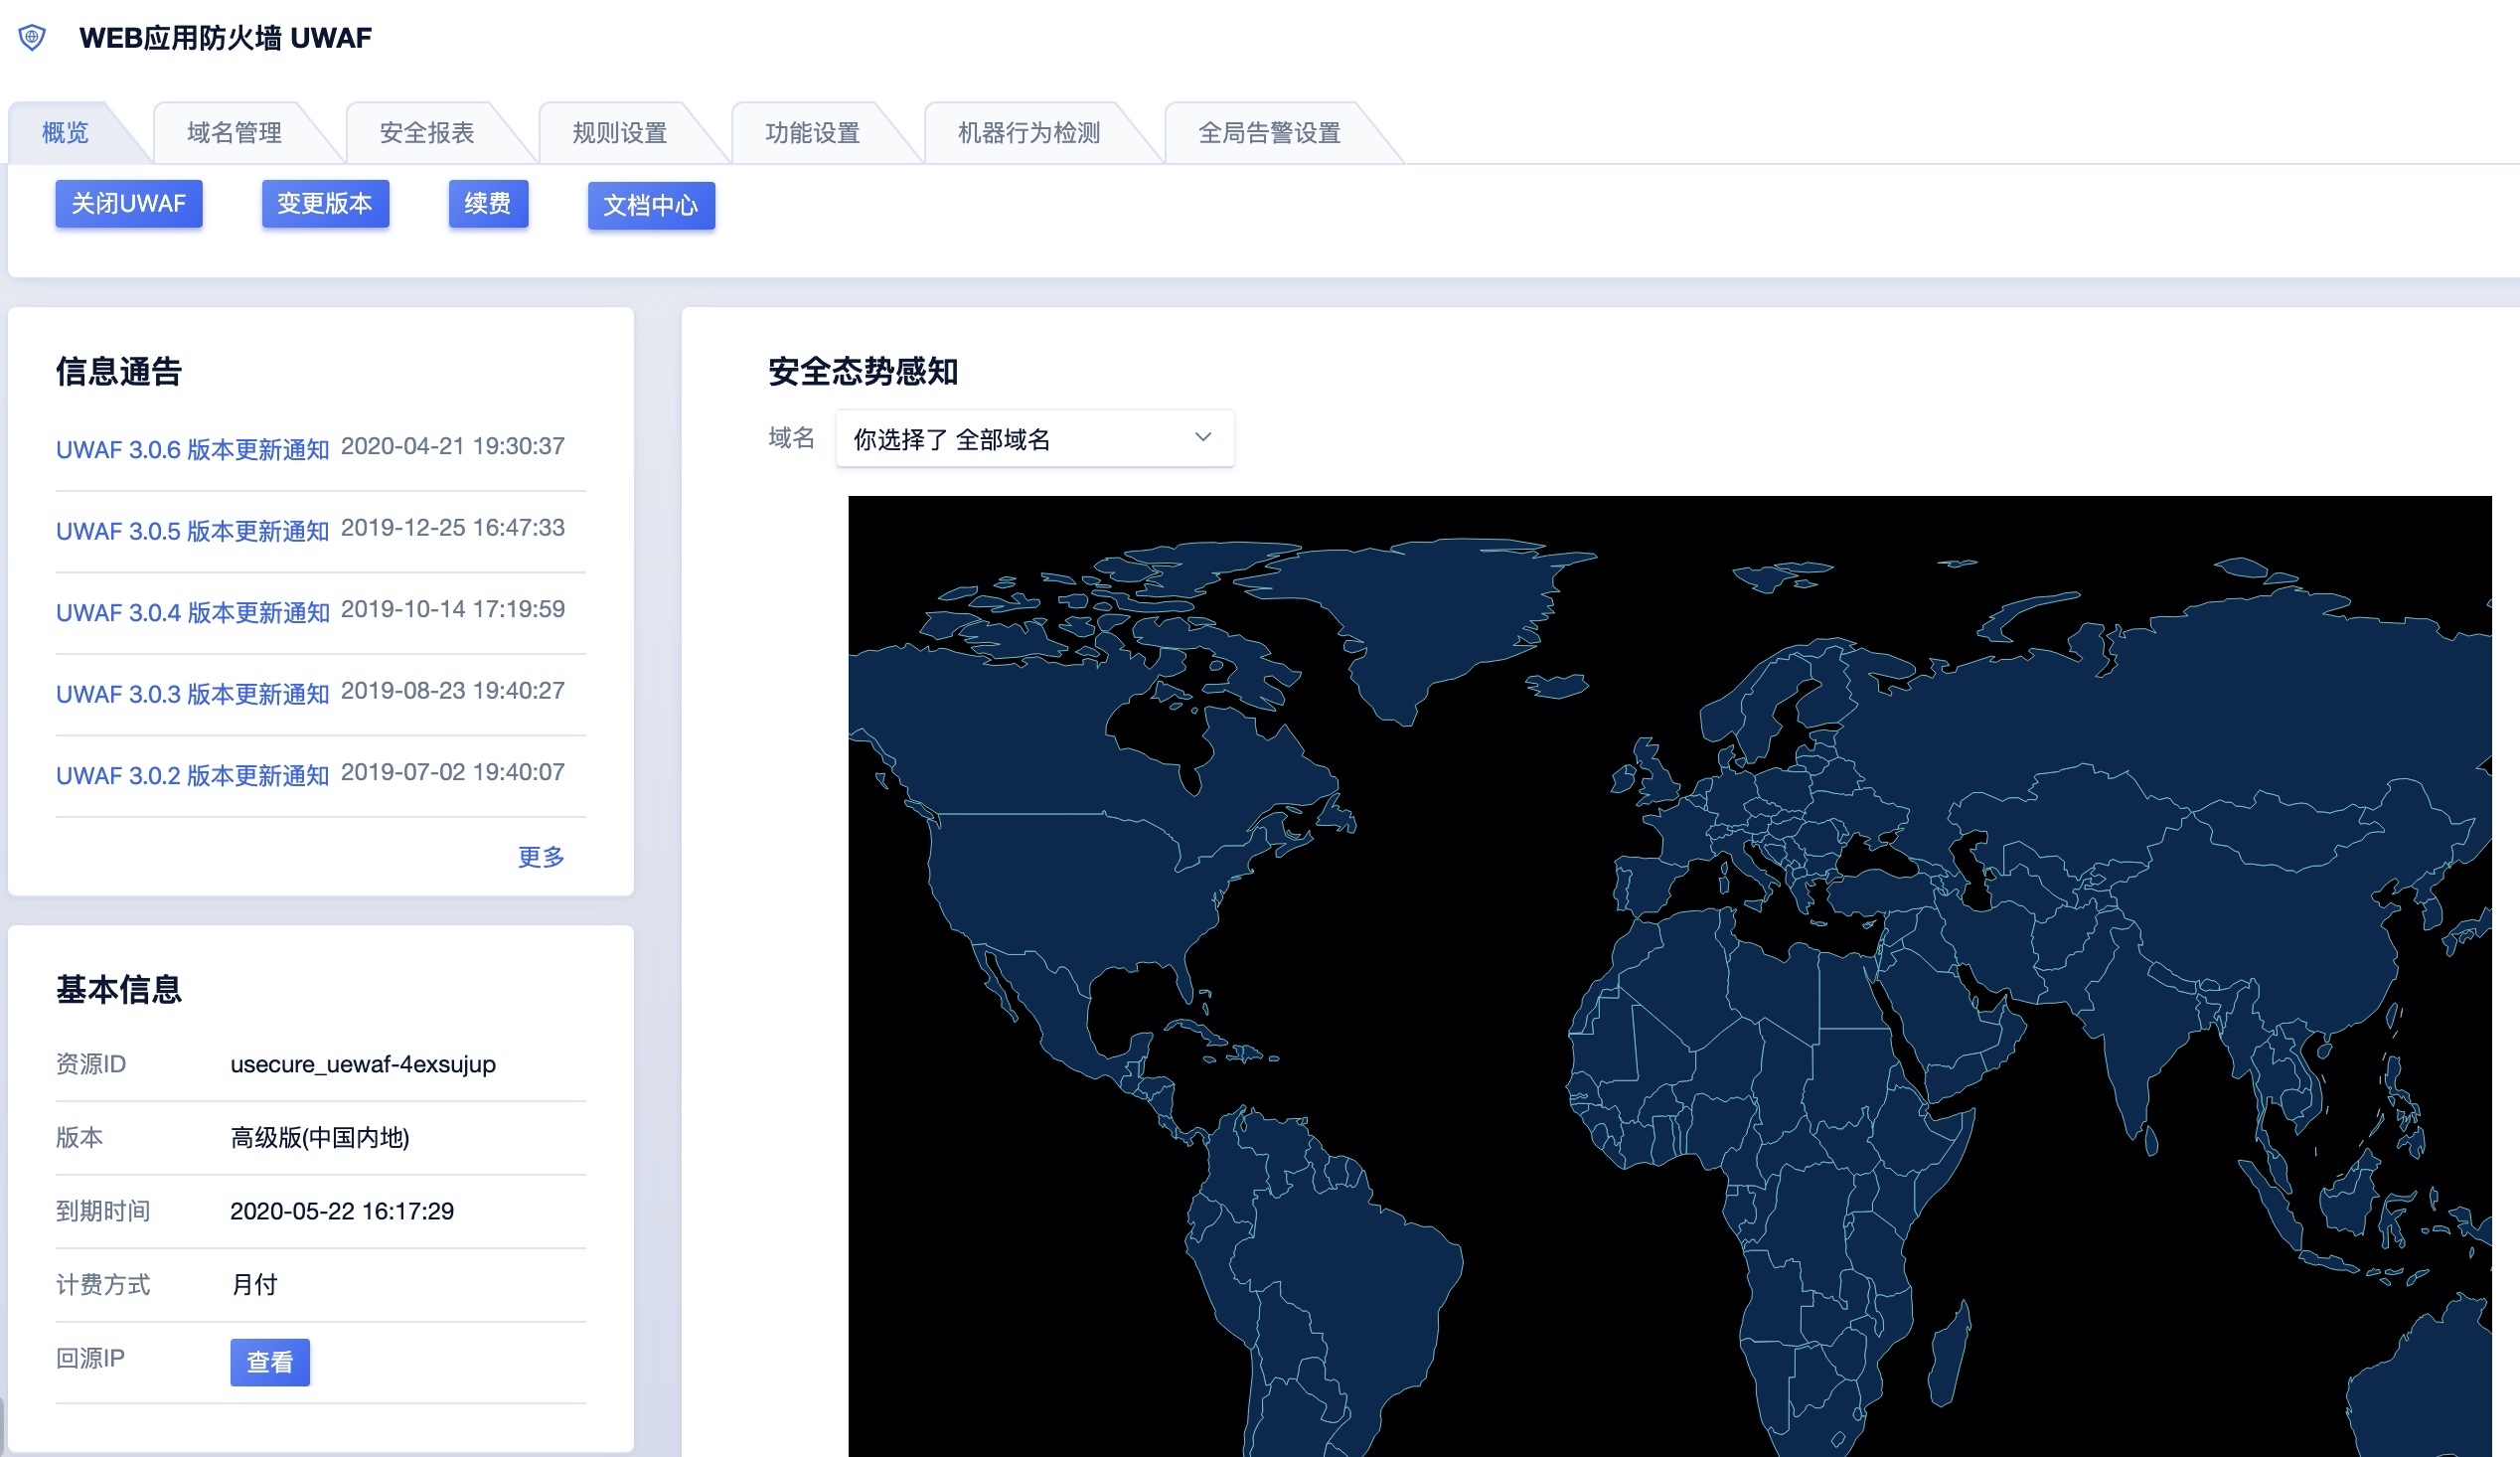 WEB应用防火墙 UWAF
概览 域名管理 安全报表 规则设置 功能设置 机器行为检测 全局告警设置
关闭UWAF 变更版本 续费 文档中心
信息通告
UWAF 3.0.6 版本更新通知 2020-04-21 19:30:37
UWAF 3.0.5 版本更新通知 2019-12-25 16:47:33
UWAF 3.0.4 版本更新通知 2019-10-14 17:19:59
UWAF 3.0.3 版本更新通知 2019-08-23 19:40:27
UWAF 3.0.2 版本更新通知 2019-07-02 19:40:07
更多
基本信息
资源ID usecure_uewaf-4exsujup
版本 高级版(中国内地)
到期时间 2020-05-22 16:17:29
计费方式 月付
回源IP 查看
安全态势感知
域名 你选择了 全部域名